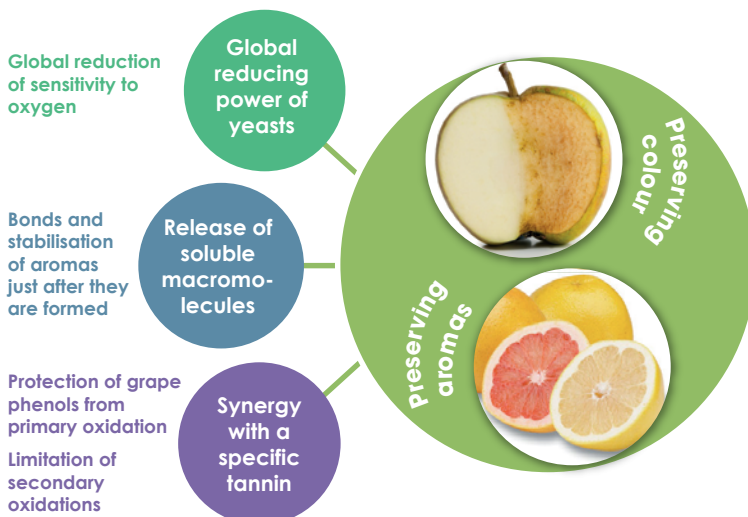 Global reduction
of sensitivity to
oxygen
Global
reducing
power of
yeasts
Bonds and
stabilisation
of aromas
just after they
are formed
Release of
soluble
macromo-
lecules
Protection of grape
phenols from
primary oxidation
Limitation of
secondary
oxidations
Synergy
with a
specific
tannin
Preserving
colour
Preserving
aromas